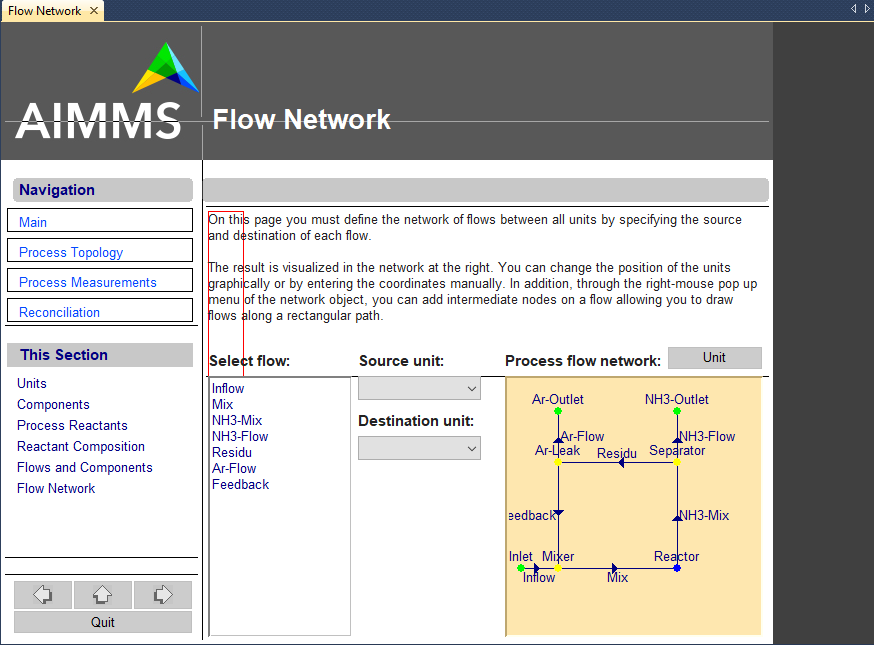 Flow Network
AIMMS
Flow Network
Navigation
Main
Process Topology
Process Measurements
Reconciliation
This Section
Units
Components
Process Reactants
Reactant Composition
Flows and Components
Flow Network
Quit
On this page you must define the network of flows between all units by specifying the source
and destination of each flow.
The result is visualized in the network at the right. You can change the position of the units
graphically or by entering the coordinates manually. In addition, through the right-mouse pop up
menu of the network object, you can add intermediate nodes on a flow allowing you to draw
flows along a rectangular path.
Select flow:
Inflow
Mix
NH3-Mix
NH3-Flow
Residu
Ar-Flow
Feedback
Source unit:
Destination unit:
Process flow network:
Unit
Ar-Outlet NH3-Outlet
Ar-Flow NH3-Flow
Ar-Leak Residu Separator
eedback NH3-Mix
Inlet Mixer Reactor
Inflow Mix